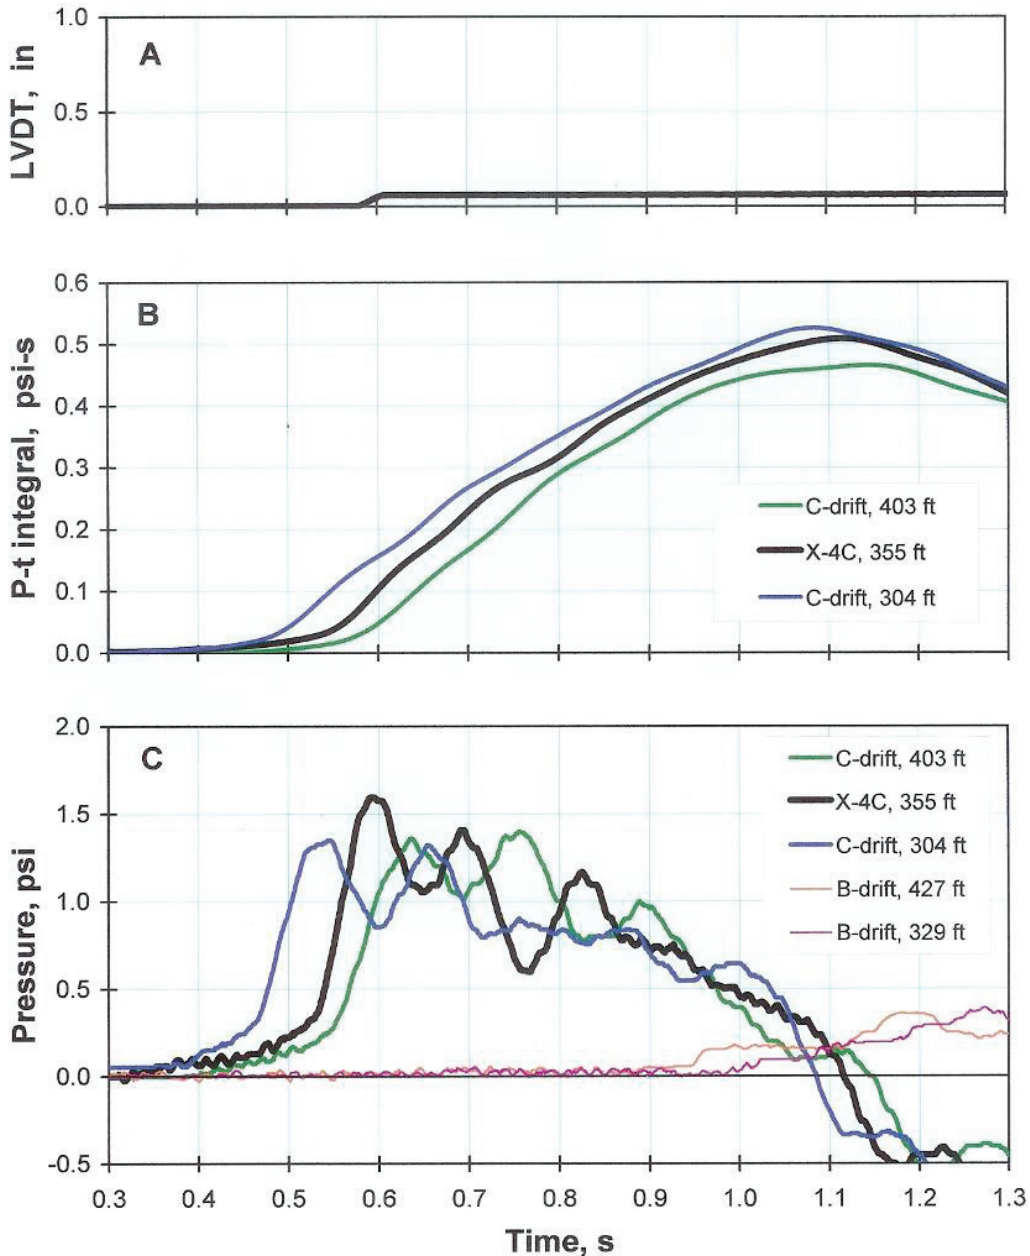 A
LVDT, in
1.0
0.5
0.0
B
P-t integral, psi-s
0.6
0.5
0.4
0.3
0.2
0.1
0.0
C-drift, 403 ft
X-4C, 355 ft
C-drift, 304 ft
C
Pressure, psi
2.0
1.5
1.0
0.5
0.0
-0.5
C-drift, 403 ft
X-4C, 355 ft
C-drift, 304 ft
B-drift, 427 ft
B-drift, 329 ft
0.3 0.4 0.5 0.6 0.7 0.8 0.9 1.0 1.1 1.2 1.3
Time, s